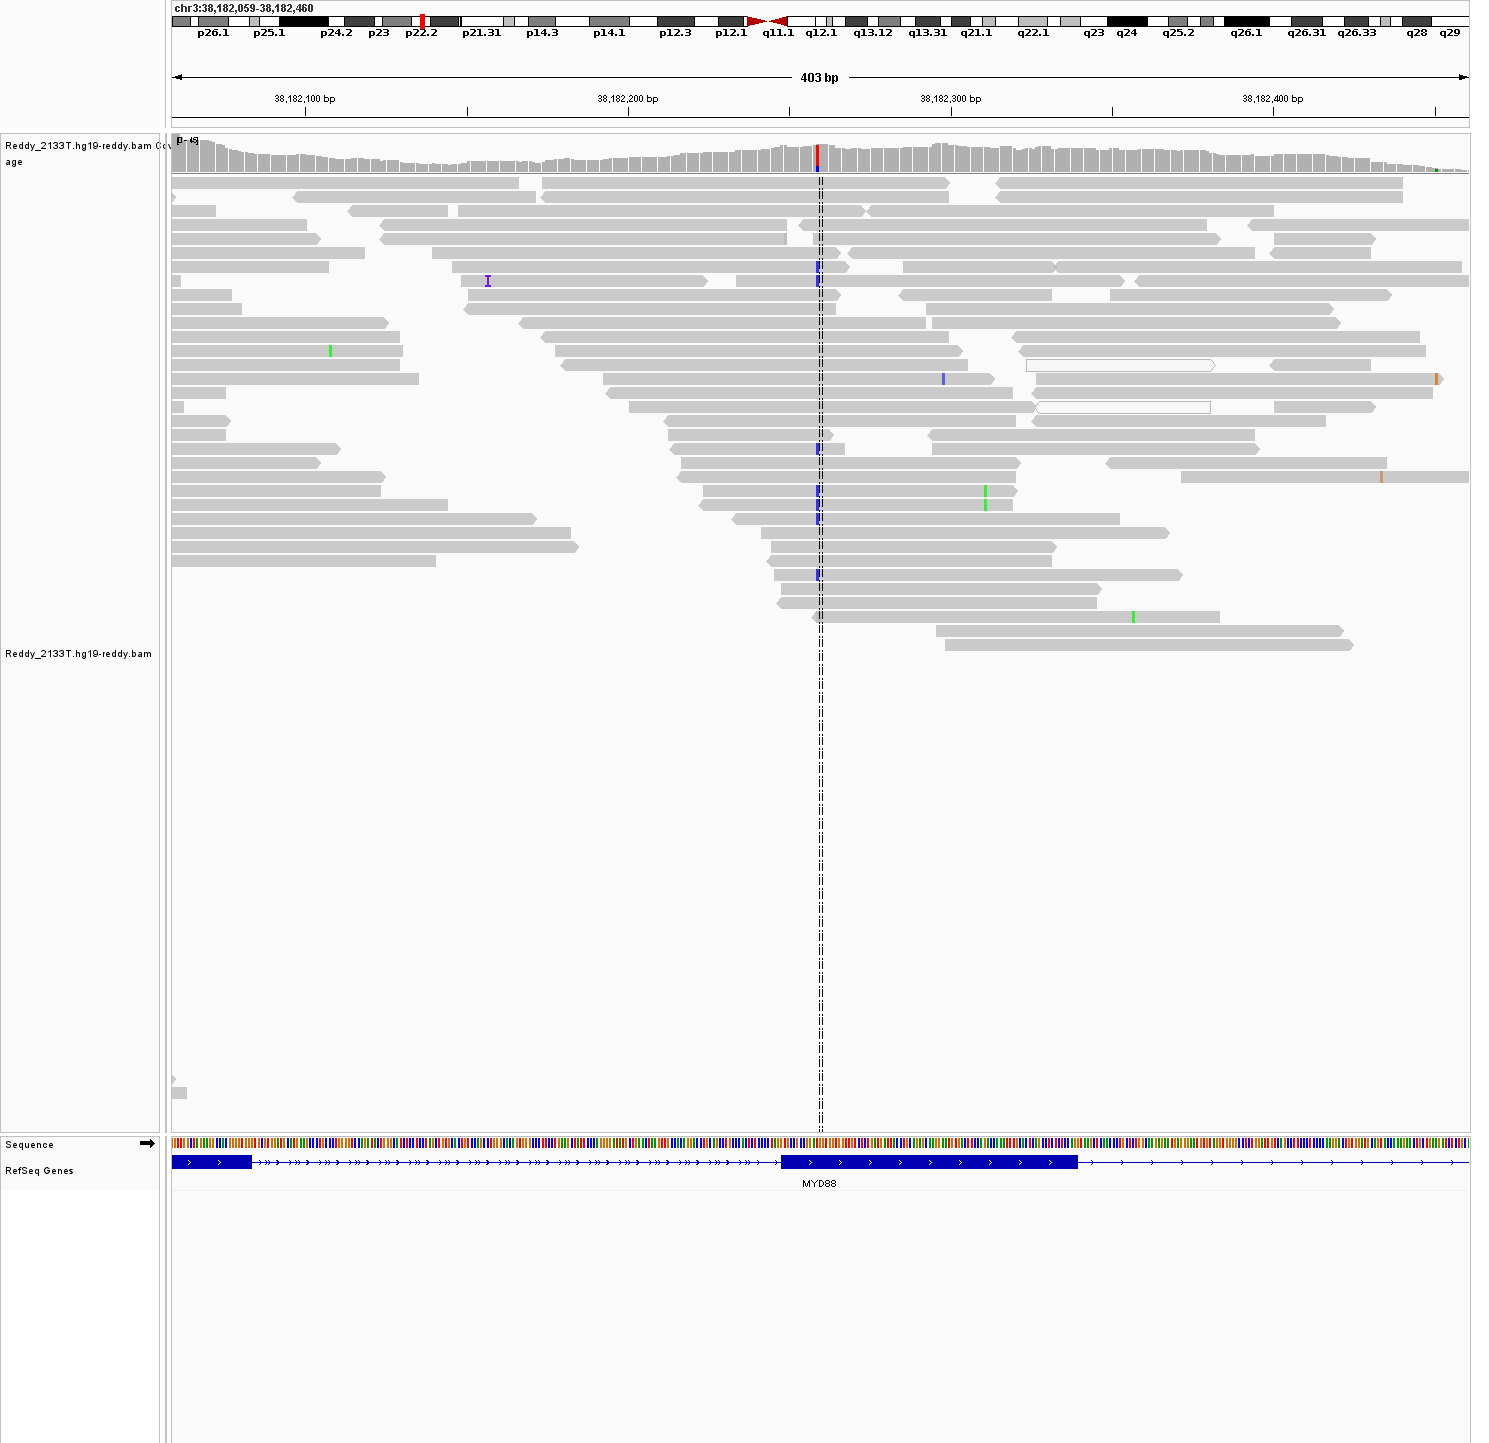 chr3:38,182,059-38,182,460
p26.1 p25.1 p24.2 p23 p22.2 p21.31 p14.3 p14.1 p12.3 p12.1 q11.1 q12.1 q13.12 q13.31 q21.1 q22.1 q23 q24 q25.2 q26.1 q26.31 q26.33 q28 q29
403 bp
38,182,100 bp 38,182,200 bp 38,182,300 bp 38,182,400 bp
Reddy_2133T.hg19-reddy.bam Cov
age
Reddy_2133T.hg19-reddy.bam
Sequence
RefSeq Genes
MYD88